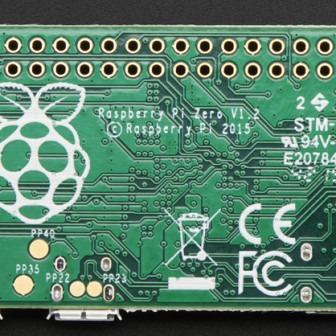 Raspberry Pi Zero V1.2
© Raspberry Pi 2015
2
STM-
94V-
E20784
CE
FC
PP40
PP35
PP22
PP23